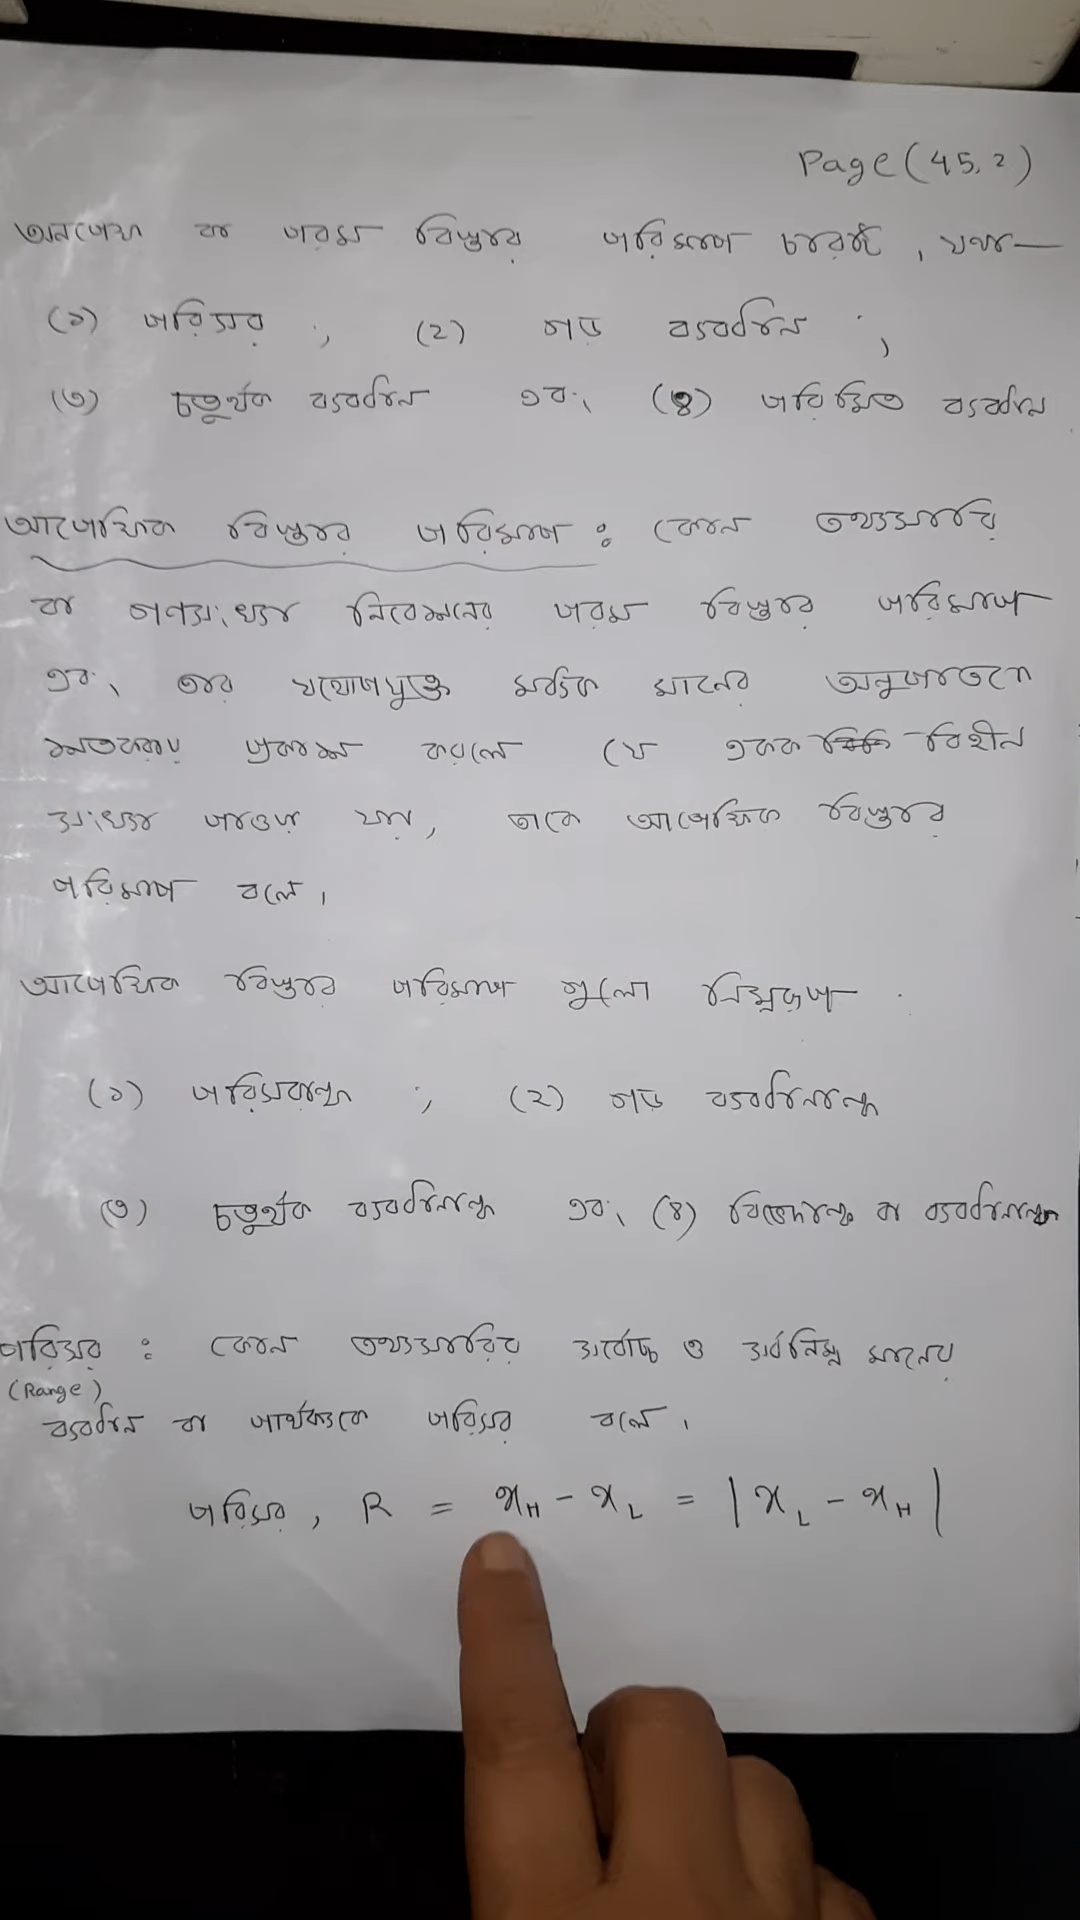 Page (45.2)
অনপেক্ষ বা পরম বিস্তার পরিমাপ চারটি, যথা—
(১) পরিসর ; (২) গড় ব্যবধান ;
(৩) চতুর্থক ব্যবধান এবং (৪) পরিমিত ব্যবধান
আপেক্ষিক বিস্তার পরিমাপ : কোন তথ্যসারি
বা গণসংখ্যা নিবেশনের পরম বিস্তার পরিমাপ
এবং তার যথোপযুক্ত মধ্যক মানের অনুপাতকে
শতকরায় প্রকাশ করলে যে একক বিহীন
সংখ্যা পাওয়া যায়, তাকে আপেক্ষিক বিস্তার
পরিমাপ বলে।
আপেক্ষিক বিস্তার পরিমাপ গুলো নিম্নরূপ
(১) পরিসরাঙ্ক ; (২) গড় ব্যবধানাঙ্ক
(৩) চতুর্থক ব্যবধানাঙ্ক এবং (৪) বিভেদাঙ্ক বা ব্যবধানাঙ্ক
পরিসর : কোন তথ্যসারির সর্বোচ্চ ও সর্বনিম্ন মানের
(Range)
ব্যবধান বা পার্থক্যকে পরিসর বলে।
পরিসর, R = x_H - x_L = |x_L - x_H|